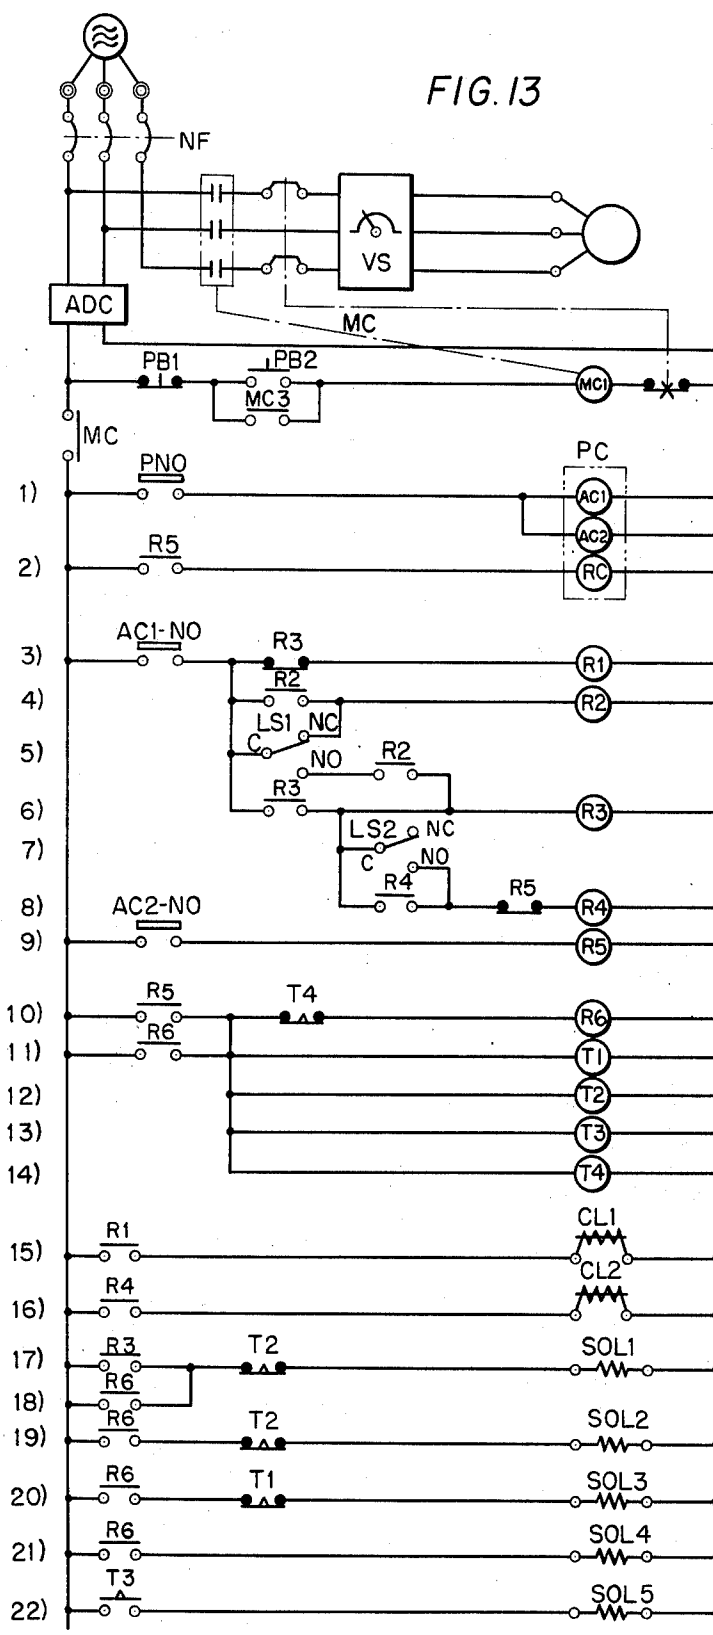 FIG.13
NF
VS
ADC
MC
PB1
PB2
MC3
MC1
MC
PC
1) PNO AC1
AC2
2) R5 RC
3) AC1-NO R3 R1
4) R2 R2
LS1 NC
5) C
NO R2
6) R3 R3
7) LS2 NC
C NO
8) R4 R5 R4
9) AC2-NO R5
10) R5 T4 R6
11) R6 T1
12) T2
13) T3
14) T4
15) R1 CL1
16) R4 CL2
17) R3 T2 SOL1
18) R6
19) R6 T2 SOL2
20) R6 T1 SOL3
21) R6 SOL4
22) T3 SOL5